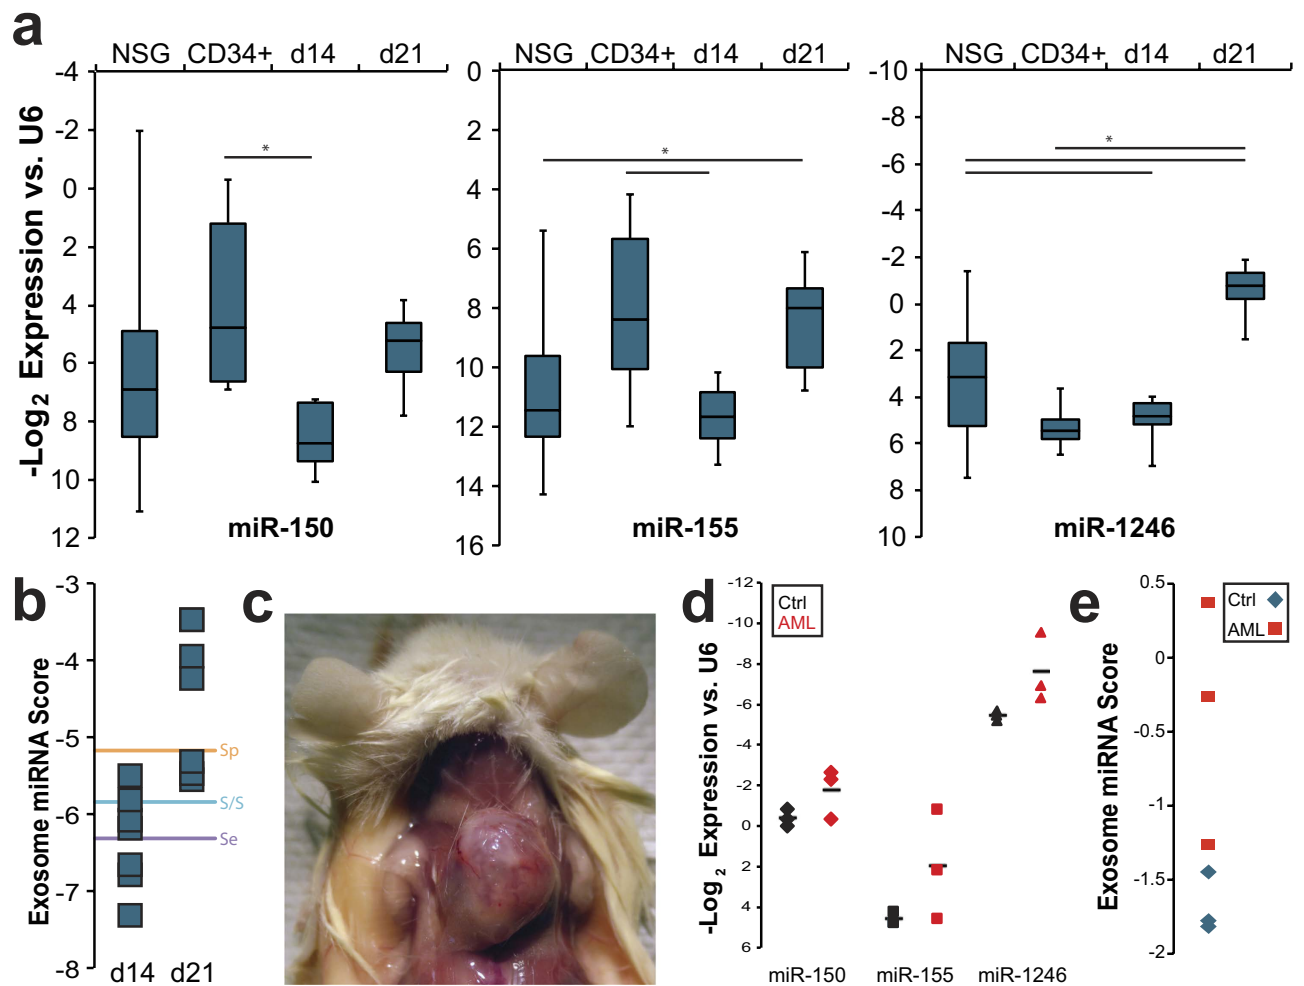 a
NSG CD34+ d14 d21
NSG CD34+ d14 d21
NSG CD34+ d14 d21
-Log2 Expression vs. U6
-4
-2
0
2
4
6
8
10
12
*
miR-150
0
2
4
6
8
10
12
14
16
*
miR-155
-10
-8
-6
-4
-2
0
2
4
6
8
10
*
miR-1246
b
Exosome miRNA Score
-3
-4
-5
-6
-7
-8
Sp
S/S
Se
d14 d21
c
d
-Log2 Expression vs. U6
-12
-10
-8
-6
-4
-2
0
2
4
6
Ctrl
AML
miR-150 miR-155 miR-1246
e
Exosome miRNA Score
0.5
0
-0.5
-1
-1.5
-2
Ctrl
AML